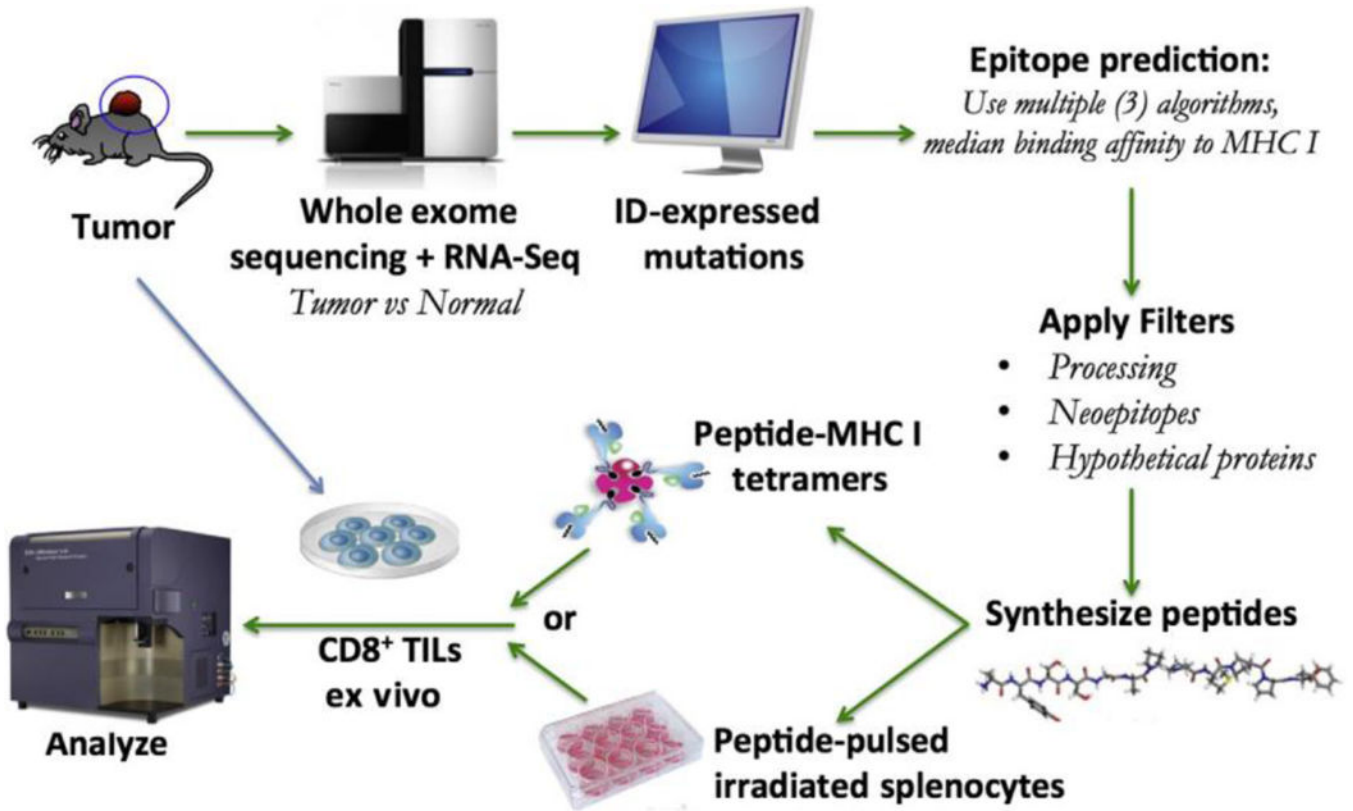 Tumor
Whole exome
sequencing + RNA-Seq
Tumor vs Normal
ID-expressed
mutations
Epitope prediction:
Use multiple (3) algorithms,
median binding affinity to MHC I
Apply Filters
• Processing
• Neoepitopes
• Hypothetical proteins
Synthesize peptides
Peptide-MHC I
tetramers
or
Peptide-pulsed
irradiated splenocytes
CD8⁺ TILs
ex vivo
Analyze